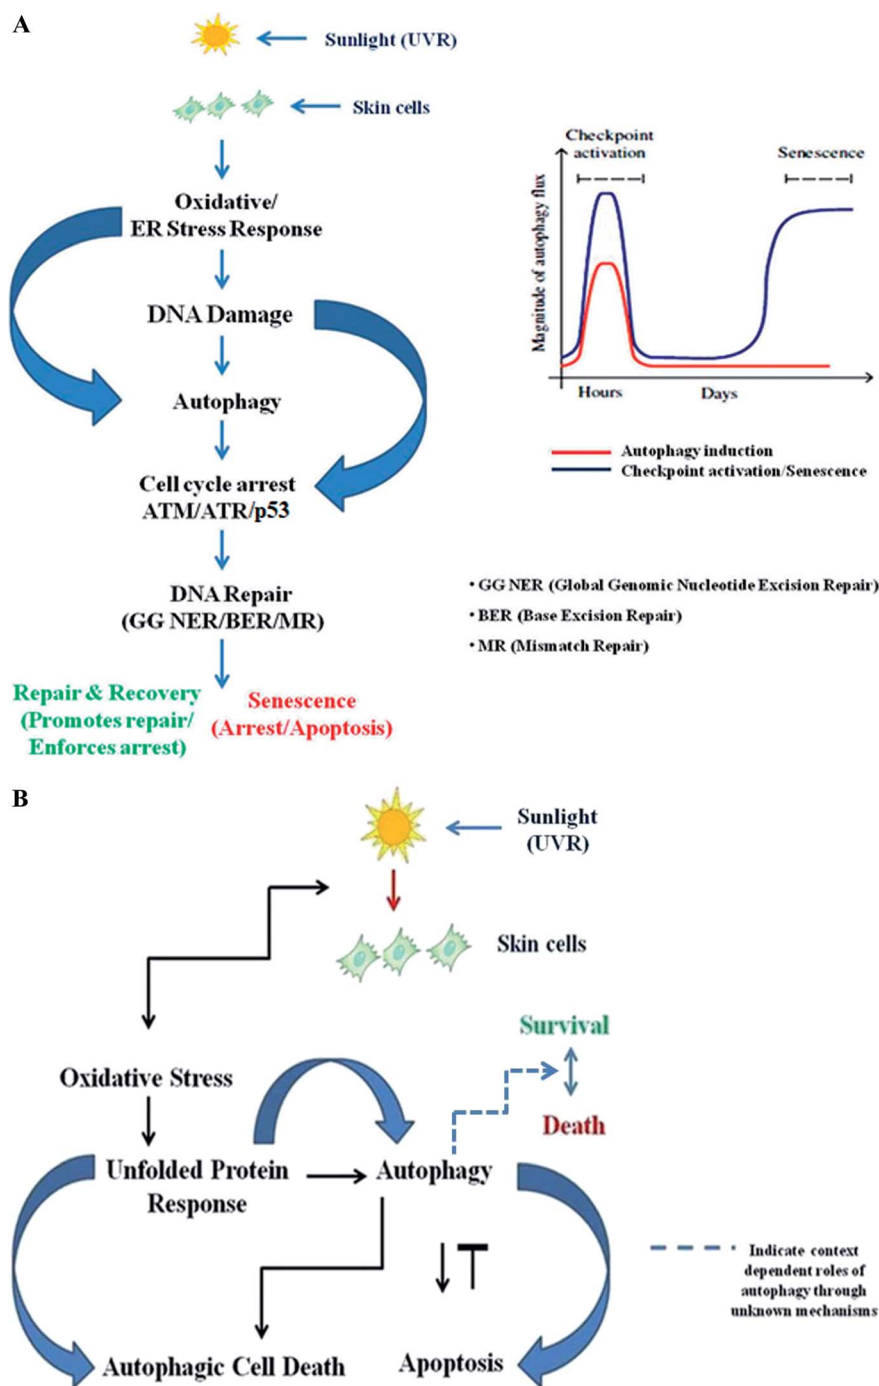 A
Sunlight (UVR)
Skin cells
Oxidative/
ER Stress Response
DNA Damage
Autophagy
Cell cycle arrest
ATM/ATR/p53
DNA Repair
(GG NER/BER/MR)
Repair & Recovery
(Promotes repair/
Enforces arrest)
Senescence
(Arrest/Apoptosis)
Checkpoint
activation
Senescence
Magnitude of autophagy flux
Hours
Days
Autophagy induction
Checkpoint activation/Senescence
• GG NER (Global Genomic Nucleotide Excision Repair)
• BER (Base Excision Repair)
• MR (Mismatch Repair)
B
Sunlight
(UVR)
Skin cells
Survival
Death
Oxidative Stress
Unfolded Protein
Response
Autophagy
Autophagic Cell Death
Apoptosis
Indicate context
dependent roles of
autophagy through
unknown mechanisms